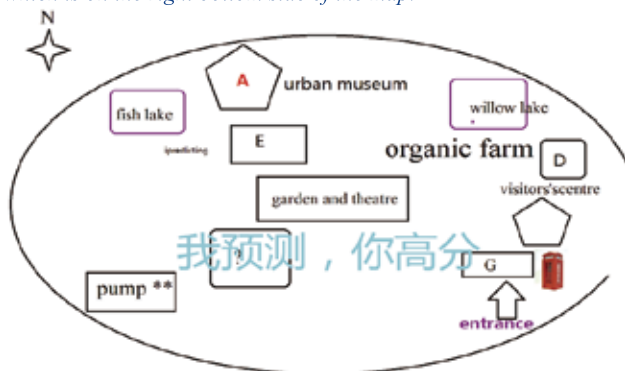 N
A
urban museum
fish lake
willow lake
E
organic farm
D
visitors'scentre
garden and theatre
我预测，你高分
?
G
pump **
entrance